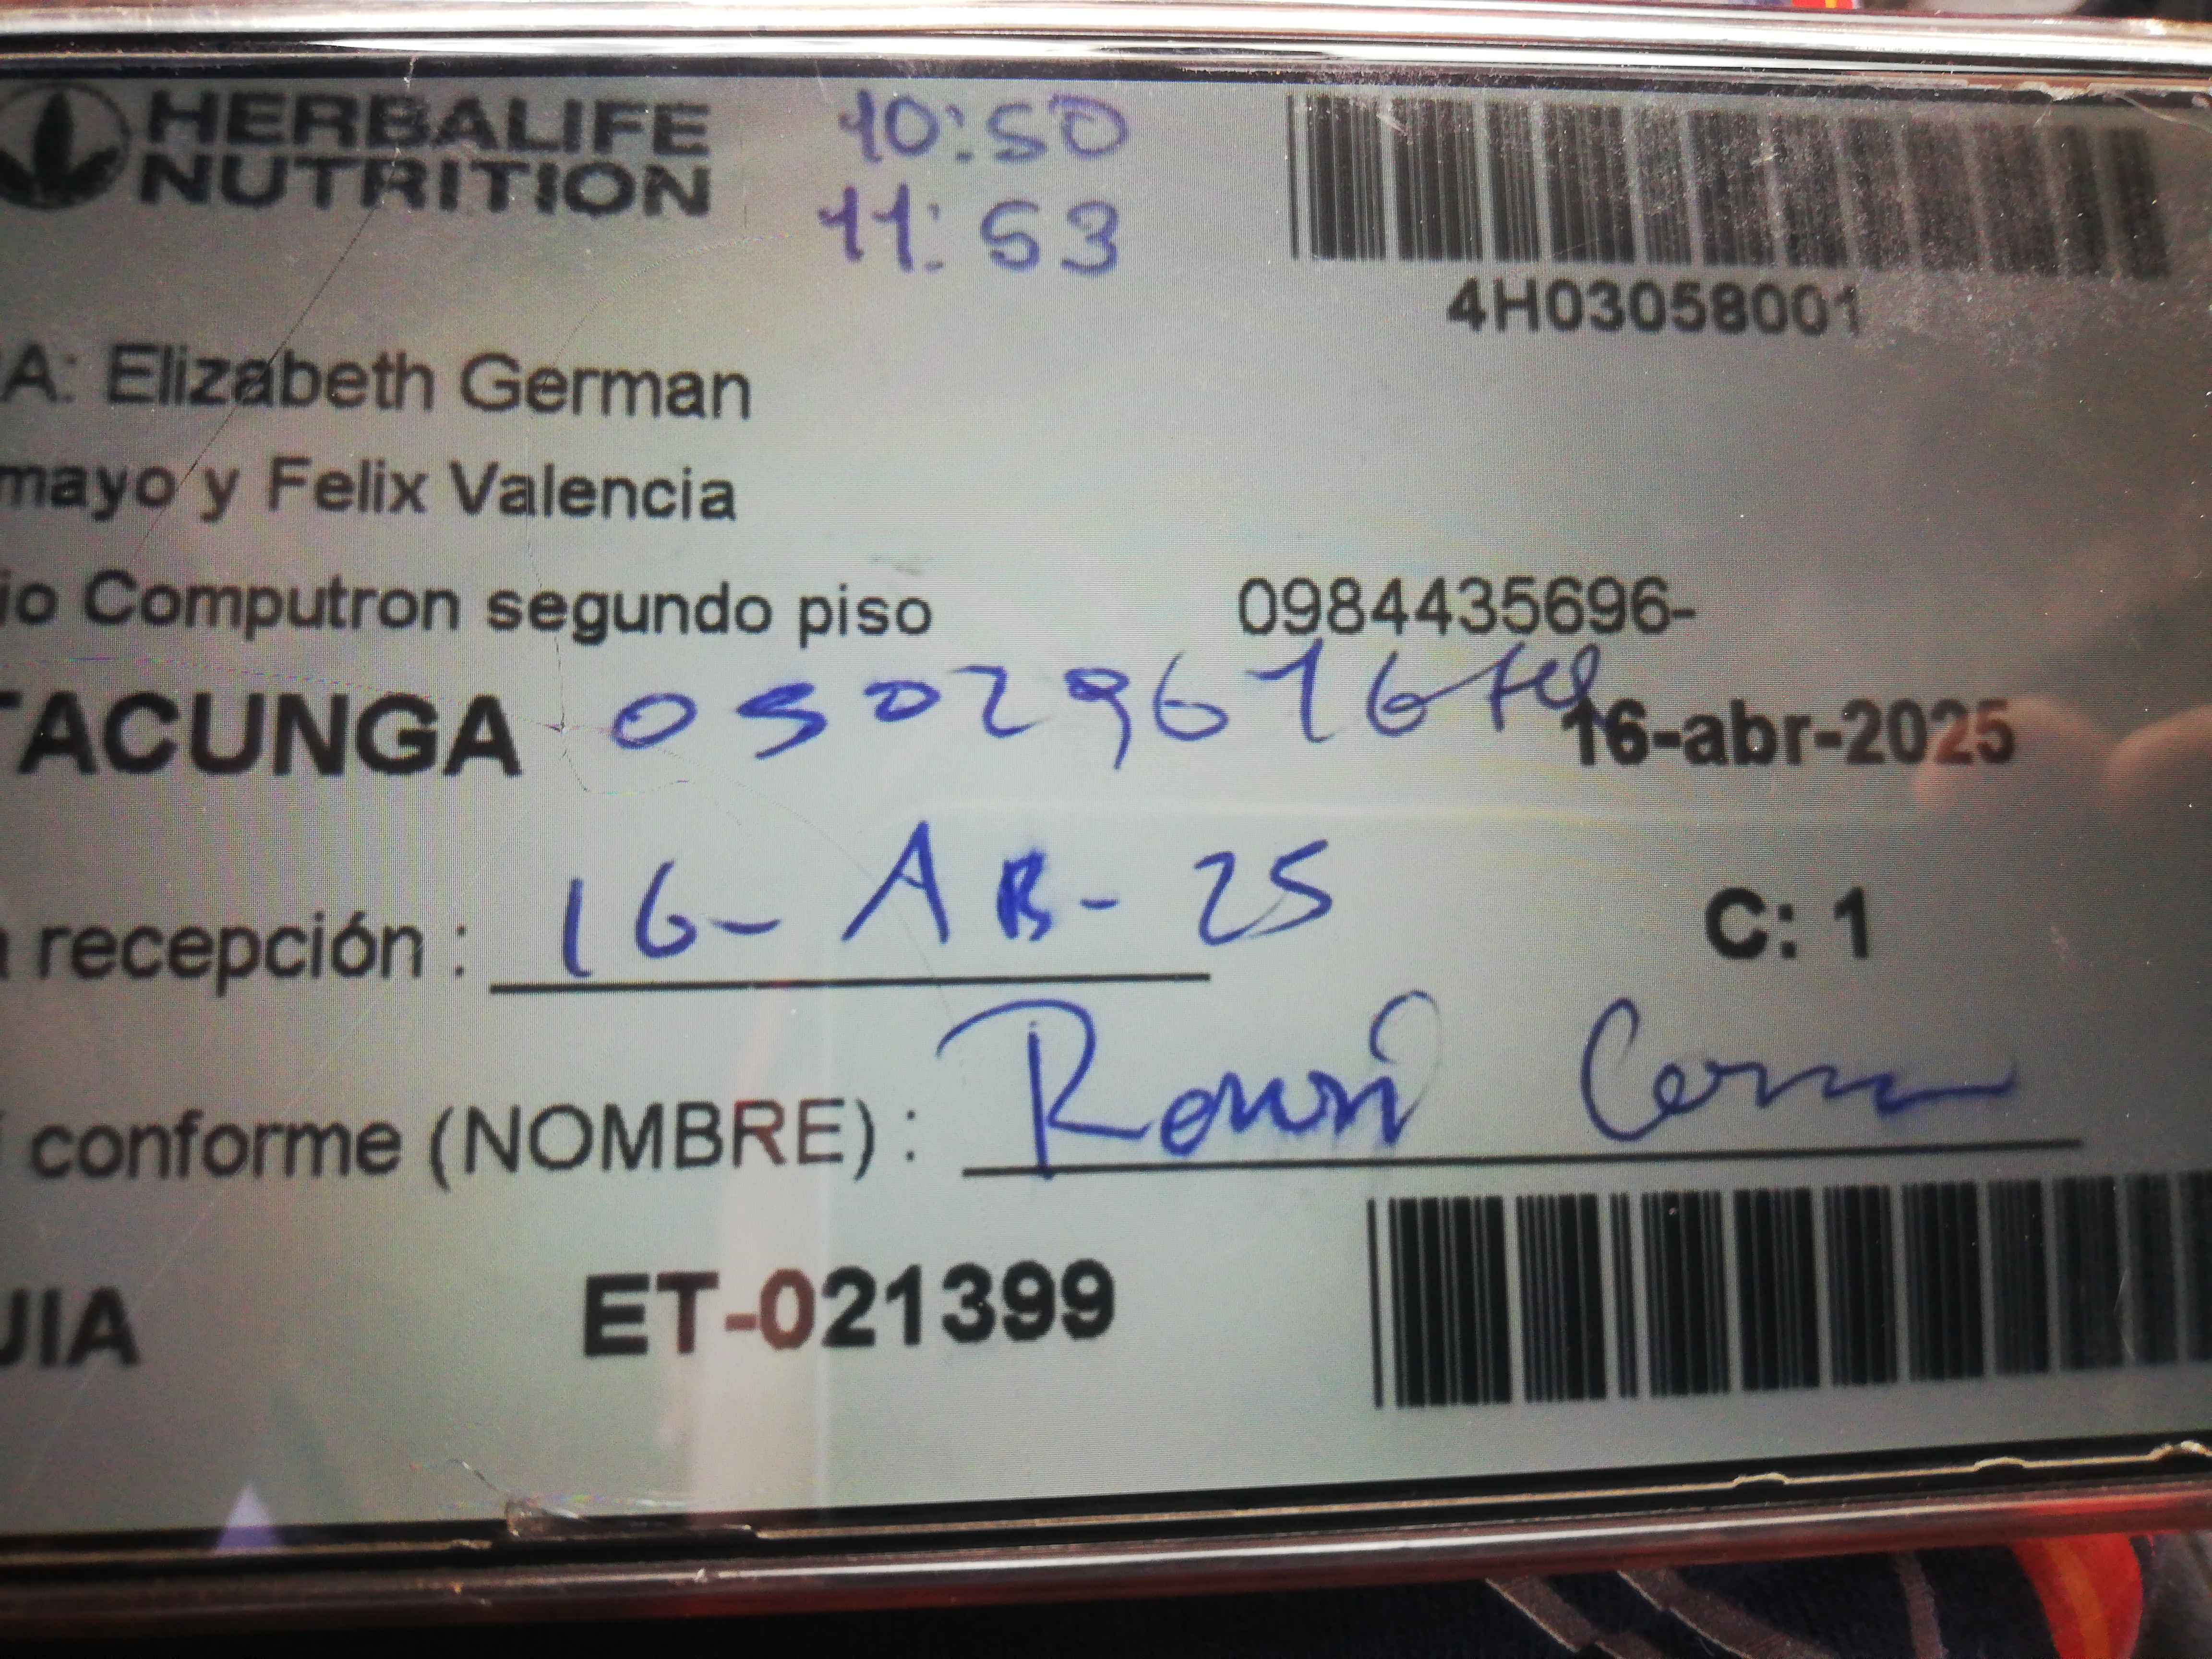 HERBALIFE
NUTRITION
10:50
11:53
4H03058001
A: Elizabeth German
mayo y Felix Valencia
io Computron segundo piso 0984435696-
TACUNGA 16-abr-2025
recepción : 16-AB-25 C: 1
conforme (NOMBRE) :
UIA ET-021399